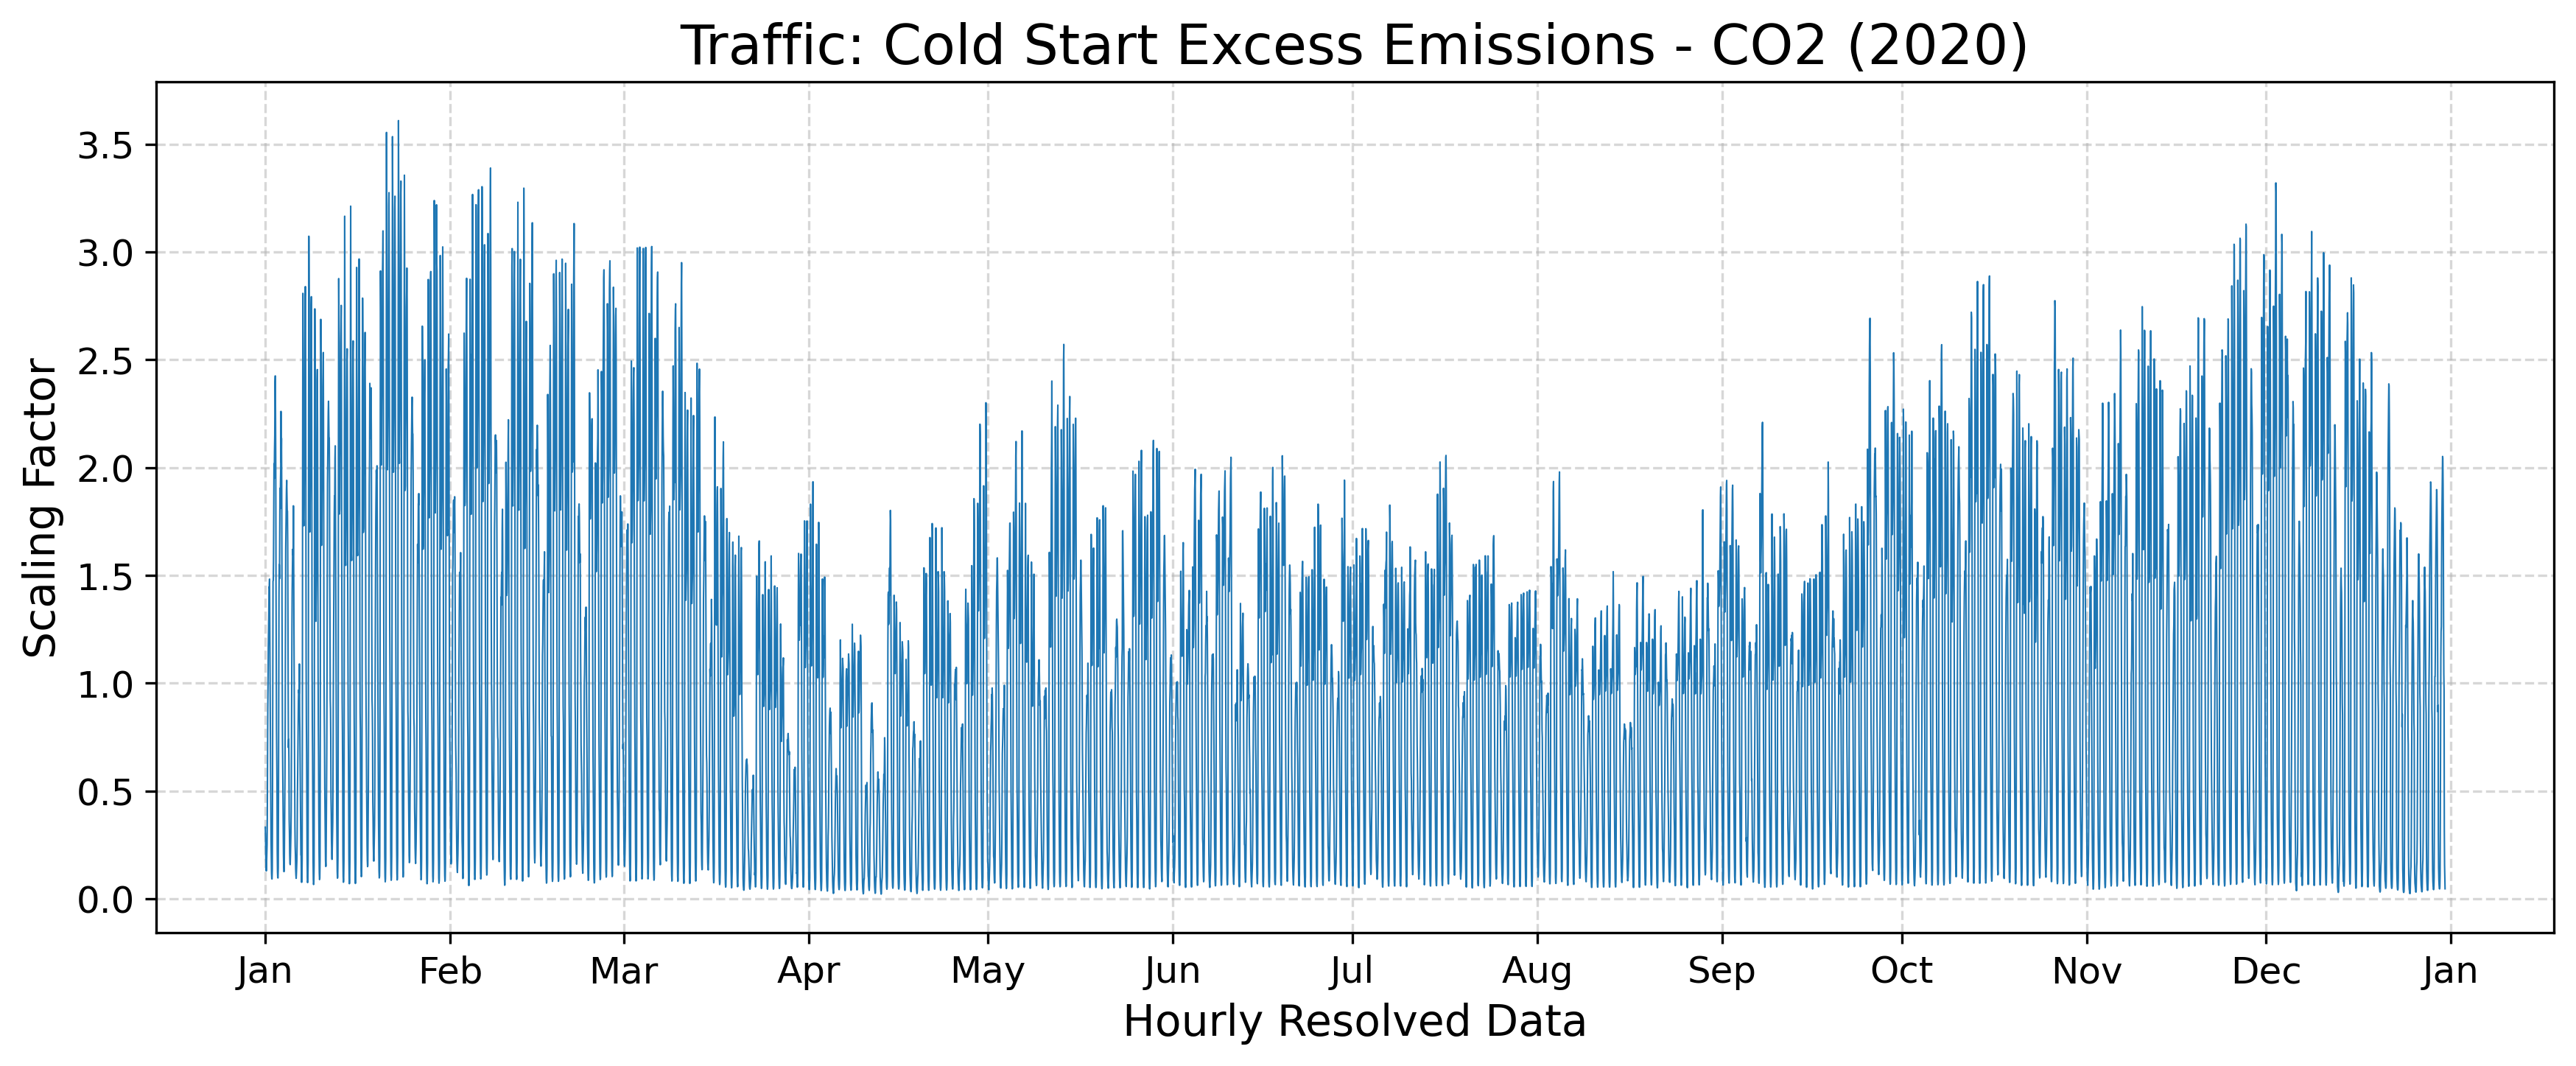 Traffic: Cold Start Excess Emissions - CO2 (2020)
Scaling Factor
3.5
3.0
2.5
2.0
1.5
1.0
0.5
0.0
Jan Feb Mar Apr May Jun Jul Aug Sep Oct Nov Dec Jan
Hourly Resolved Data